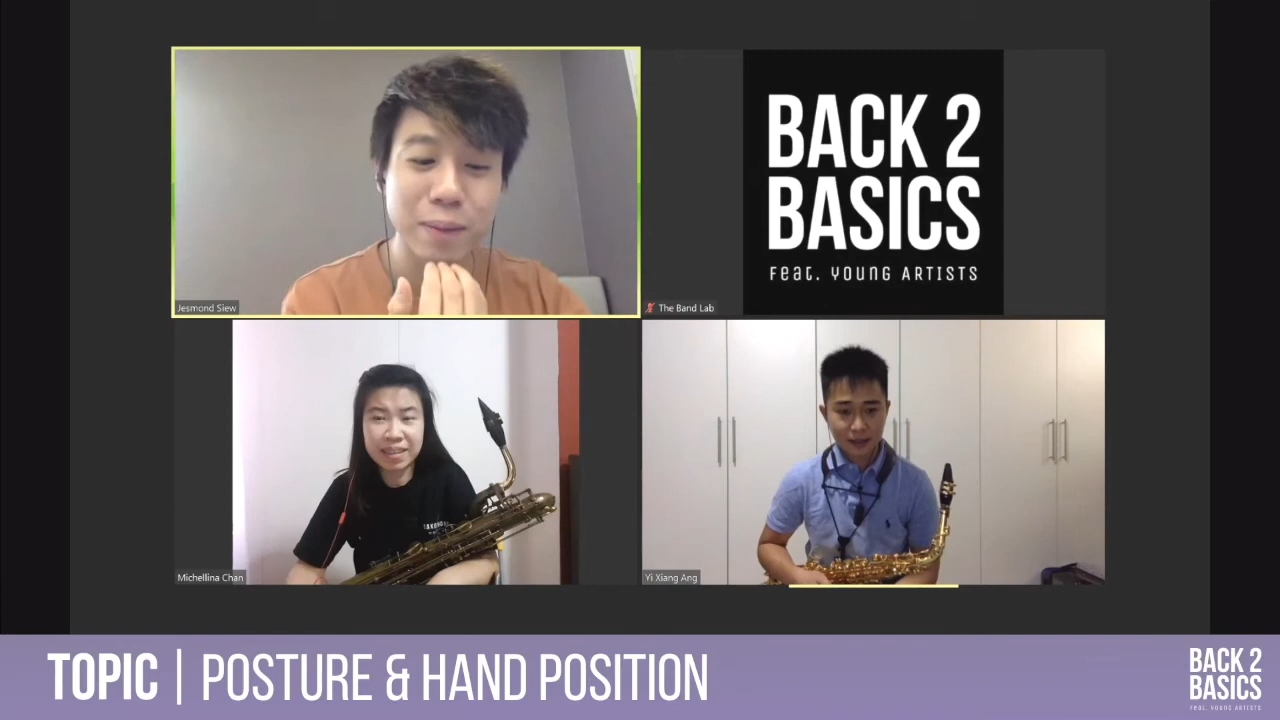 BACK 2
BASICS
Feat. YOUNG ARTISTS
Jesmond Siew
The Band Lab
Michellina Chan
Yi Xiang Ang
TOPIC | POSTURE & HAND POSITION
BACK 2
BASICS
Feat. YOUNG ARTISTS